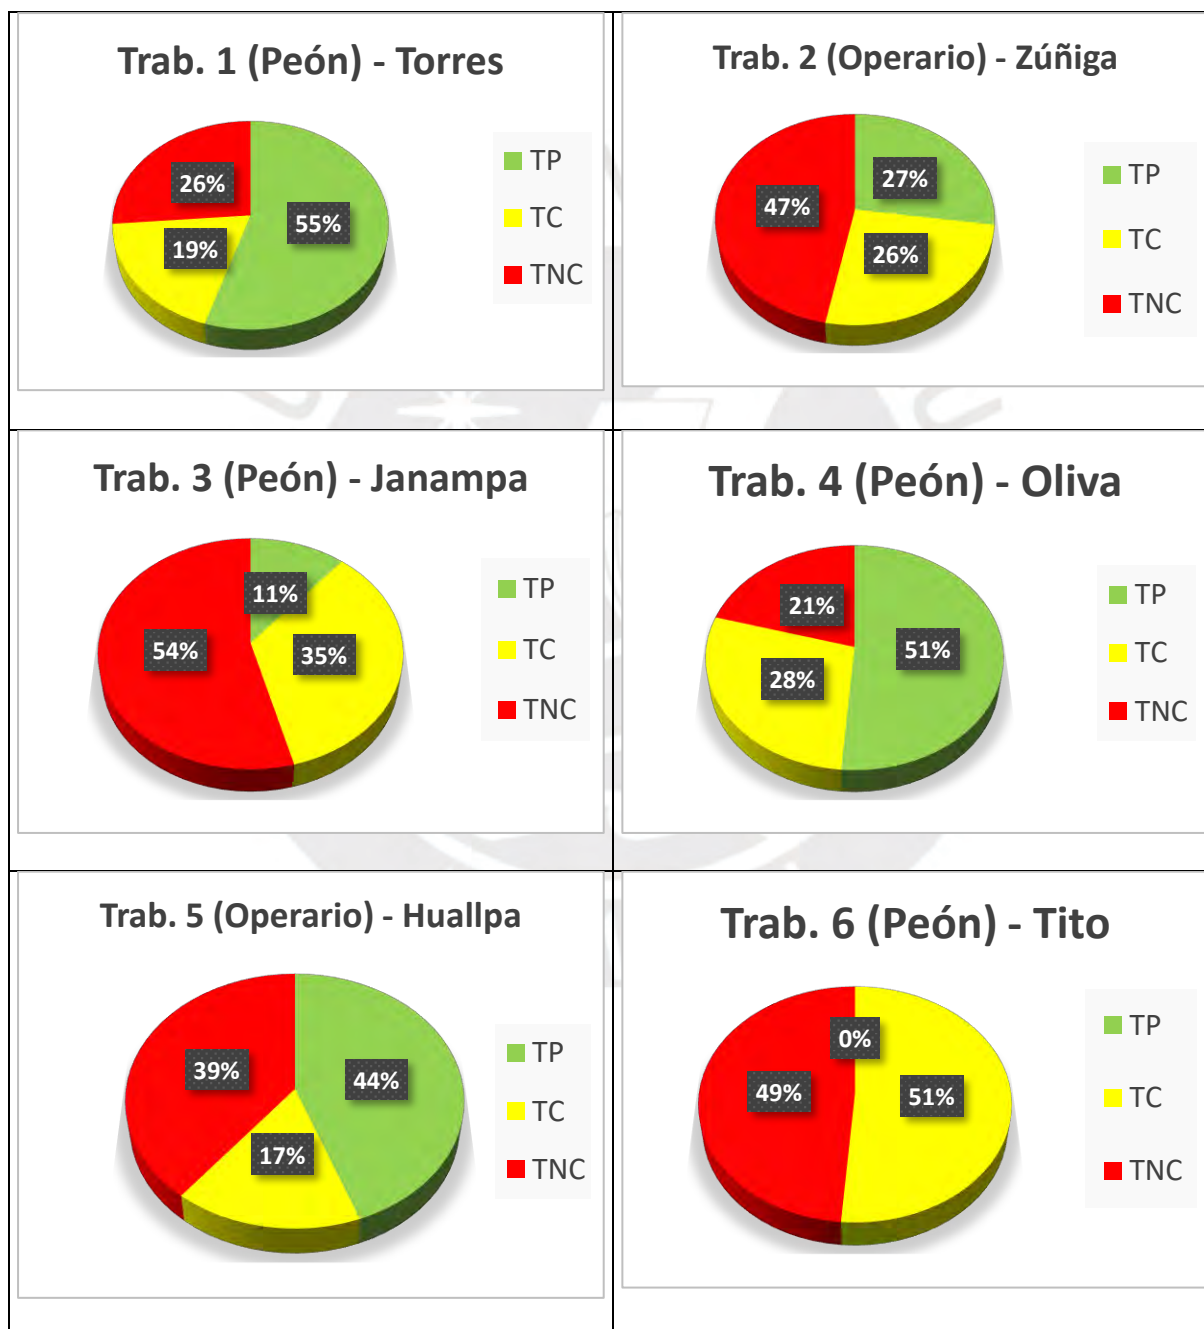 Trab. 1 (Peón) - Torres
26%
55%
19%
TP
TC
TNC
Trab. 2 (Operario) - Zúñiga
47%
27%
26%
TP
TC
TNC
Trab. 3 (Peón) - Janampa
11%
54%
35%
TP
TC
TNC
Trab. 4 (Peón) - Oliva
21%
51%
28%
TP
TC
TNC
Trab. 5 (Operario) - Huallpa
39%
44%
17%
TP
TC
TNC
Trab. 6 (Peón) - Tito
0%
49%
51%
TP
TC
TNC